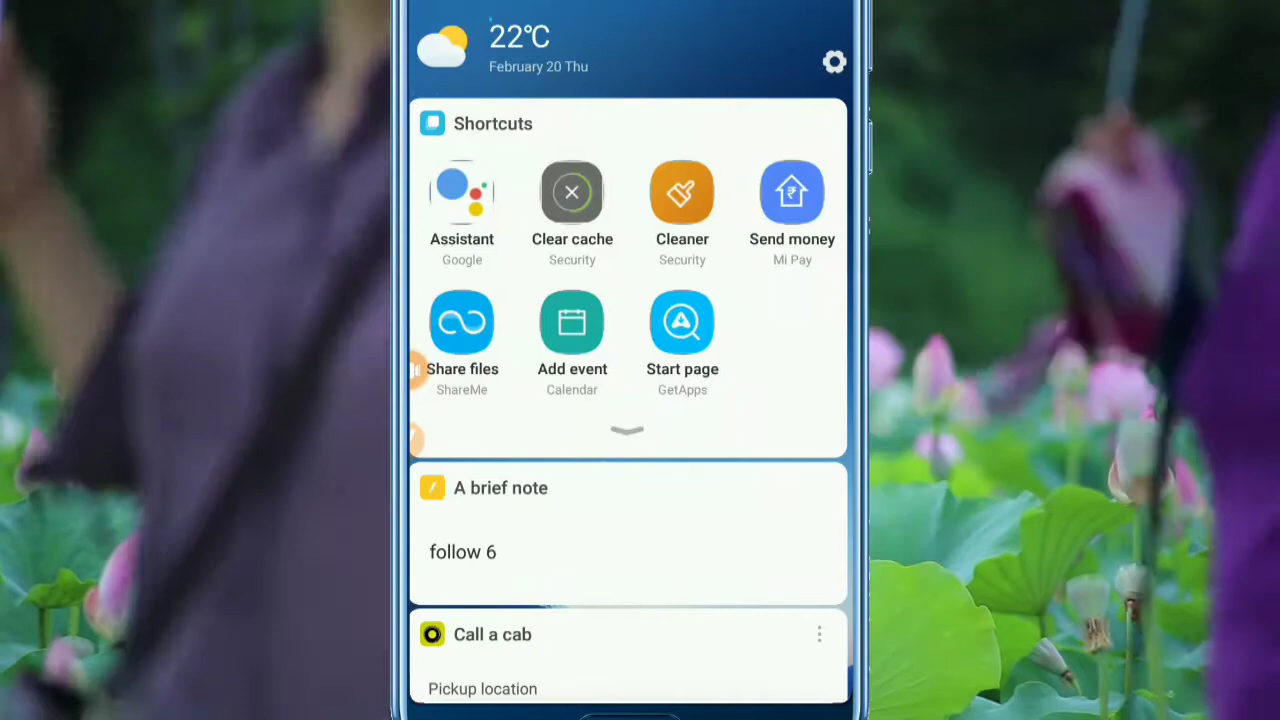 22℃
February 20 Thu
Shortcuts
Assistant
Google
Clear cache
Security
Cleaner
Security
₹
Send money
Mi Pay
Share files
ShareMe
Add event
Calendar
Start page
GetApps
A brief note
follow 6
Call a cab
Pickup location